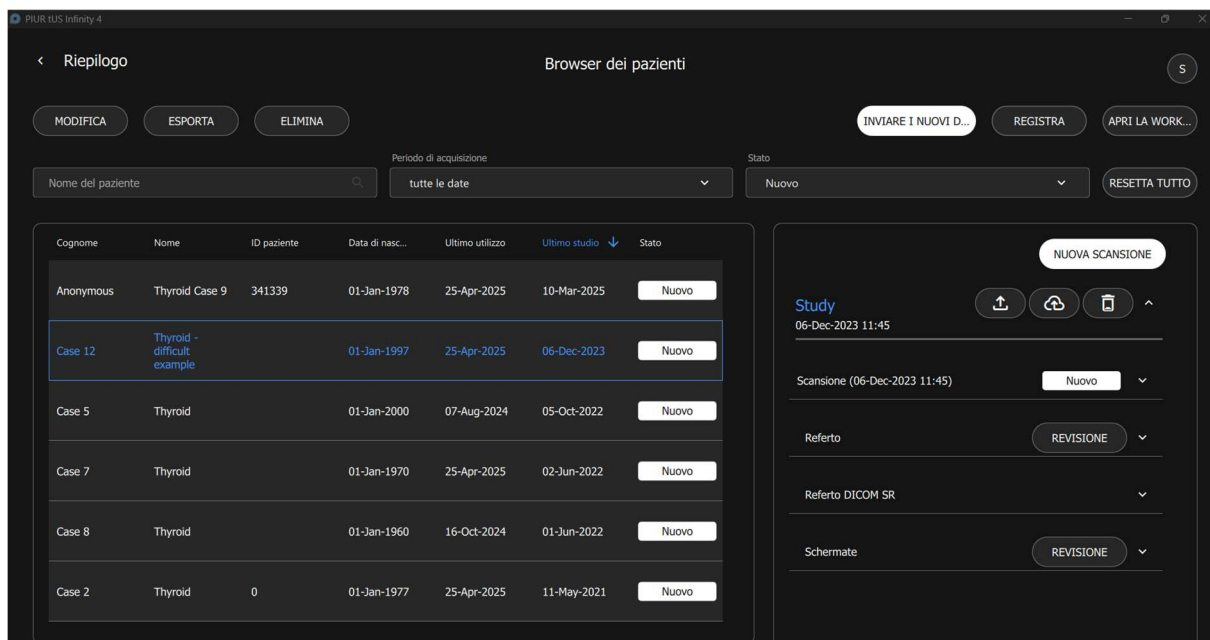 PIUR tUS Infinity 4
Riepilogo
Browser dei pazienti
S
MODIFICA ESPORTA ELIMINA INVIARE I NUOVI D... REGISTRA APRI LA WORK...
Periodo di acquisizione Stato
Nome del paziente tutte le date Nuovo RESETTA TUTTO
Cognome Nome ID paziente Data di nasc... Ultimo utilizzo Ultimo studio Stato
Anonymous Thyroid Case 9 341339 01-Jan-1978 25-Apr-2025 10-Mar-2025 Nuovo
Case 12 Thyroid - difficult example 01-Jan-1997 25-Apr-2025 06-Dec-2023 Nuovo
Case 5 Thyroid 01-Jan-2000 07-Aug-2024 05-Oct-2022 Nuovo
Case 7 Thyroid 01-Jan-1970 25-Apr-2025 02-Jun-2022 Nuovo
Case 8 Thyroid 01-Jan-1960 16-Oct-2024 01-Jun-2022 Nuovo
Case 2 Thyroid 0 01-Jan-1977 25-Apr-2025 11-May-2021 Nuovo
NUOVA SCANSIONE
Study
06-Dec-2023 11:45
Scansione (06-Dec-2023 11:45) Nuovo
Referto REVISIONE
Referto DICOM SR
Schermate REVISIONE